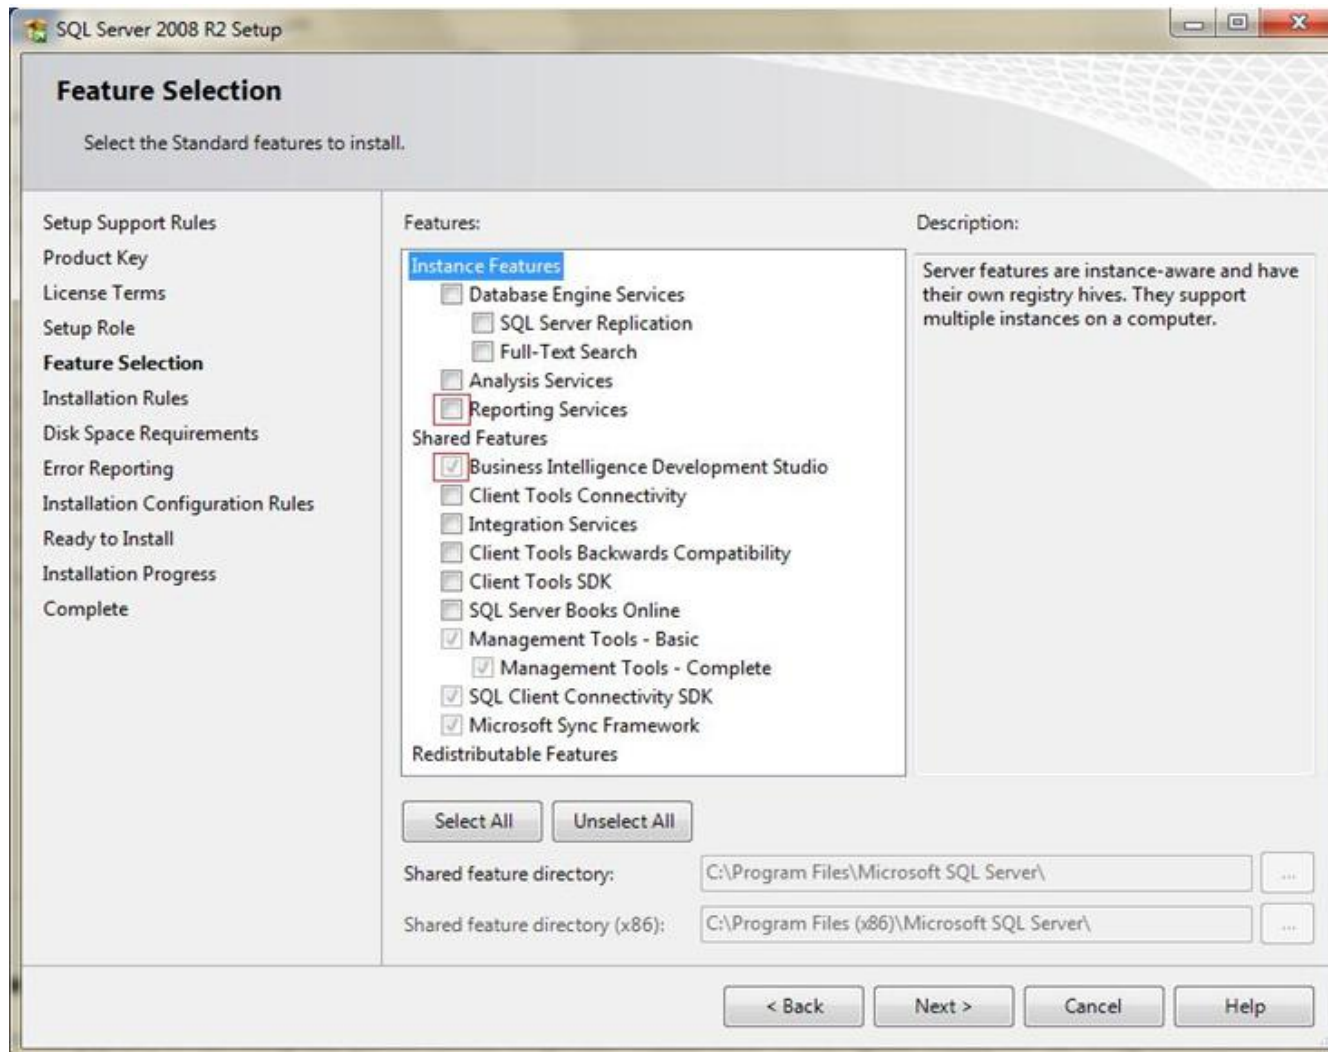 SQL Server 2008 R2 Setup
Feature Selection
Select the Standard features to install.
Setup Support Rules
Product Key
License Terms
Setup Role
Feature Selection
Installation Rules
Disk Space Requirements
Error Reporting
Installation Configuration Rules
Ready to Install
Installation Progress
Complete
Features:
Instance Features
Database Engine Services
SQL Server Replication
Full-Text Search
Analysis Services
Reporting Services
Shared Features
Business Intelligence Development Studio
Client Tools Connectivity
Integration Services
Client Tools Backwards Compatibility
Client Tools SDK
SQL Server Books Online
Management Tools - Basic
Management Tools - Complete
SQL Client Connectivity SDK
Microsoft Sync Framework
Redistributable Features
Description:
Server features are instance-aware and have
their own registry hives. They support
multiple instances on a computer.
Select All
Unselect All
Shared feature directory:
C:\Program Files\Microsoft SQL Server\
...
Shared feature directory (x86):
C:\Program Files (x86)\Microsoft SQL Server\
...
< Back
Next >
Cancel
Help